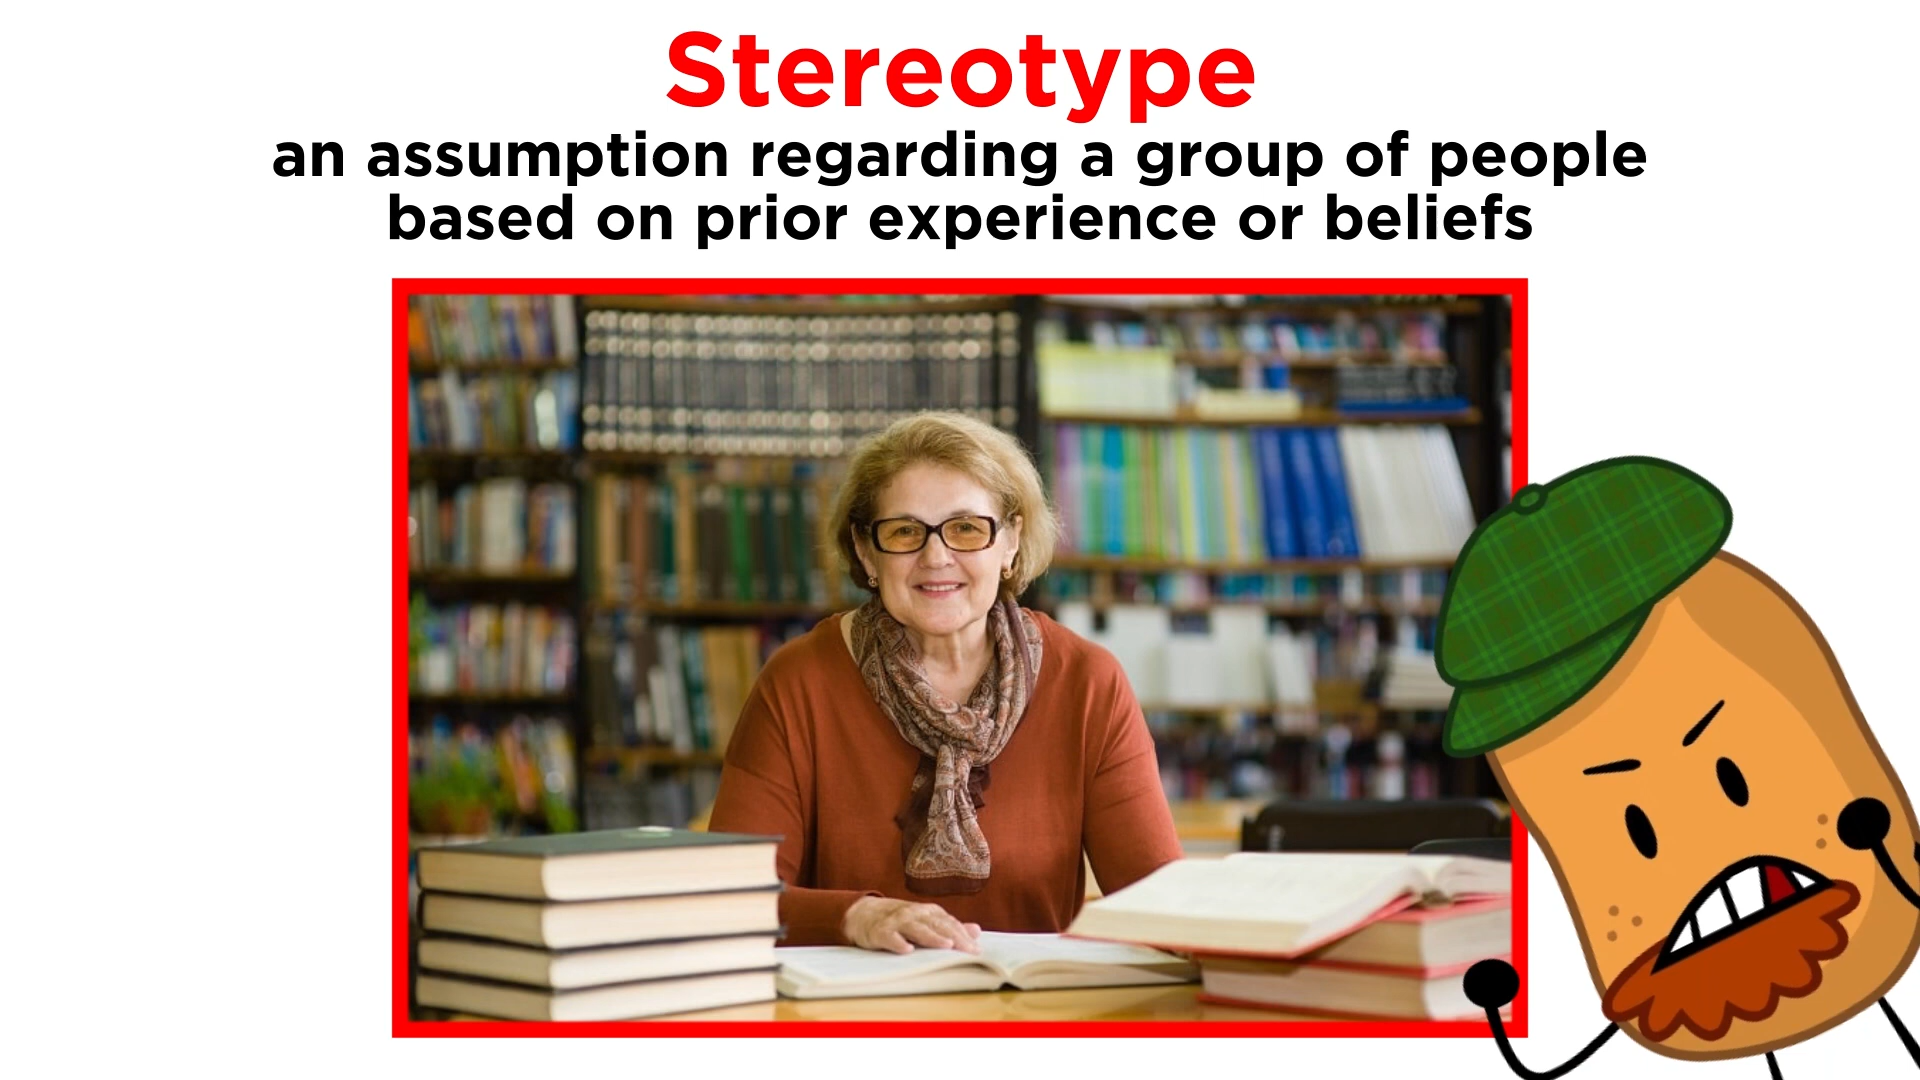 Stereotype
an assumption regarding a group of people
based on prior experience or beliefs